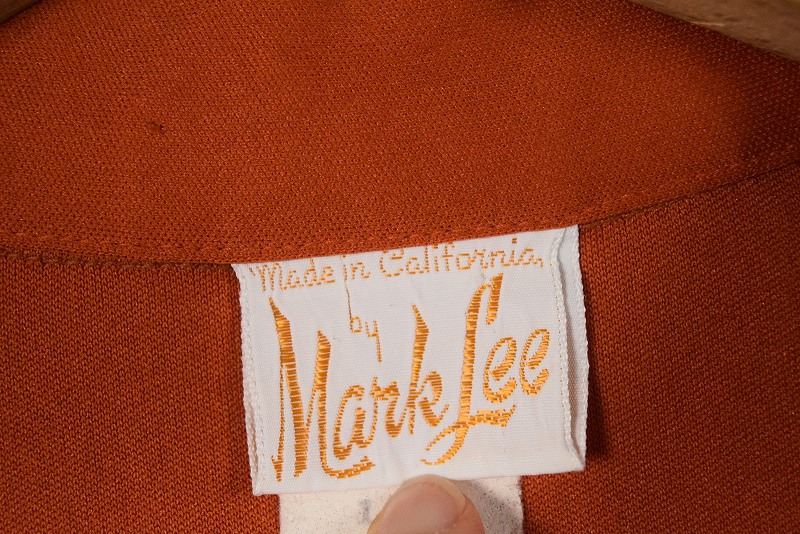 "Made in California,
by
Mark Lee